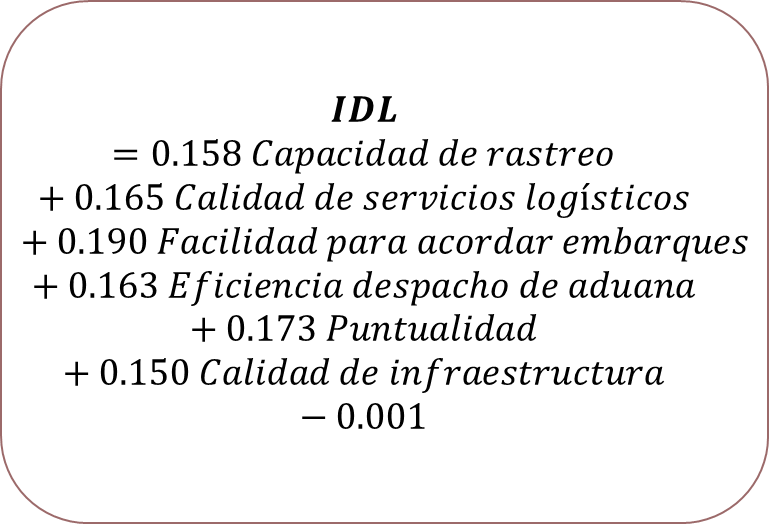 IDL
= 0.158 Capacidad de rastreo
+ 0.165 Calidad de servicios logísticos
+ 0.190 Facilidad para acordar embarques
+ 0.163 Eficiencia despacho de aduana
+ 0.173 Puntualidad
+ 0.150 Calidad de infraestructura
− 0.001